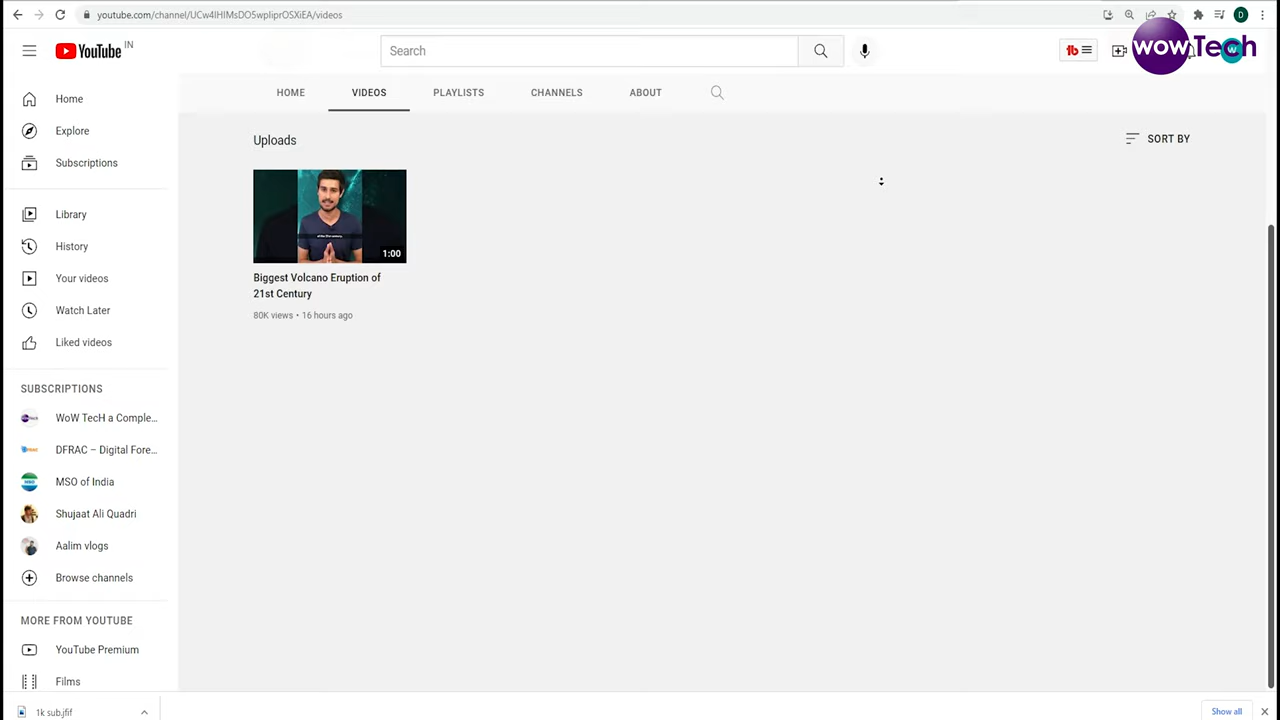 youtube.com/channel/UCw4IHIMsDO5wpIiprOSXiEA/videos
YouTube IN
Search
wowTech
HOME VIDEOS PLAYLISTS CHANNELS ABOUT
Home
Explore
Subscriptions
Library
History
Your videos
Watch Later
Liked videos
SUBSCRIPTIONS
WoW TecH a Comple...
DFRAC – Digital Fore...
MSO of India
Shujaat Ali Quadri
Aalim vlogs
Browse channels
MORE FROM YOUTUBE
YouTube Premium
Films
Uploads
SORT BY
1:00
Biggest Volcano Eruption of
21st Century
80K views • 16 hours ago
1k sub.jfif
Show all